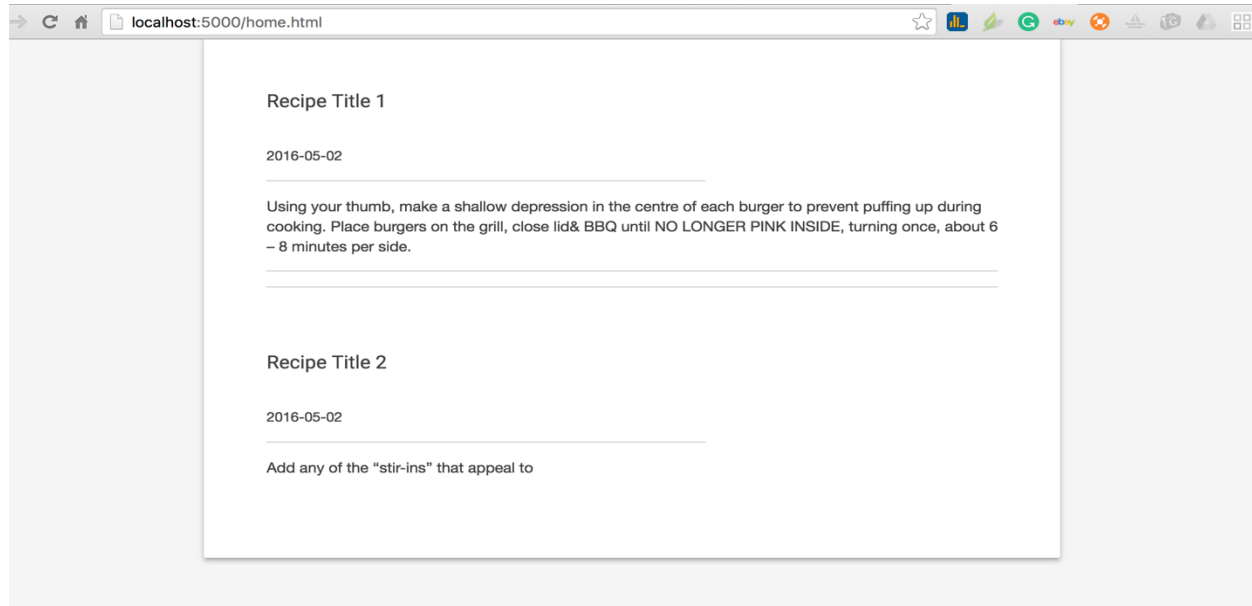 localhost:5000/home.html
ebay
Recipe Title 1
2016-05-02
Using your thumb, make a shallow depression in the centre of each burger to prevent puffing up during
cooking. Place burgers on the grill, close lid& BBQ until NO LONGER PINK INSIDE, turning once, about 6
– 8 minutes per side.
Recipe Title 2
2016-05-02
Add any of the “stir-ins” that appeal to